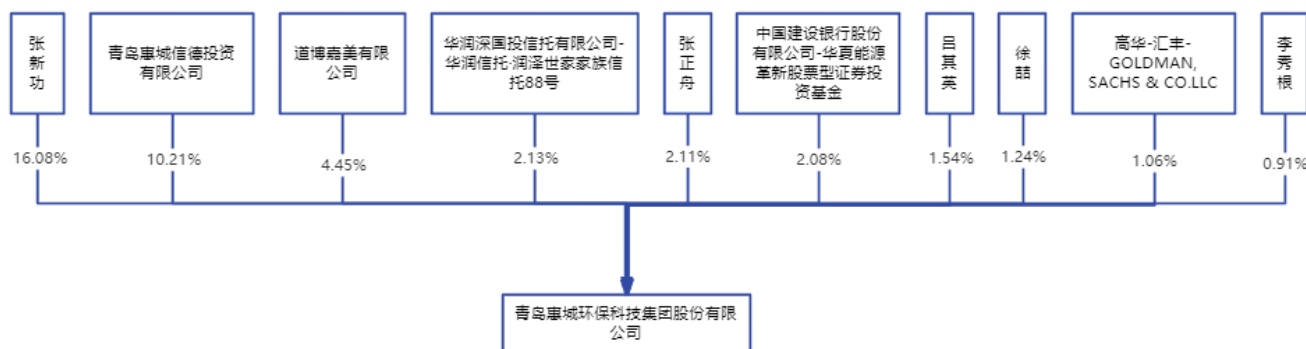 张
新
功
青岛惠城信德投资
有限公司
道博嘉美有限
公司
华润深国投信托有限公司-
华润信托·润泽世家家族信
托88号
张
正
舟
中国建设银行股份
有限公司-华夏能源
革新股票型证券投
资基金
吕
其
英
徐
喆
高华-汇丰-
GOLDMAN,
SACHS & CO.LLC
李
秀
根
16.08%
10.21%
4.45%
2.13%
2.11%
2.08%
1.54%
1.24%
1.06%
0.91%
青岛惠城环保科技集团股份有限
公司